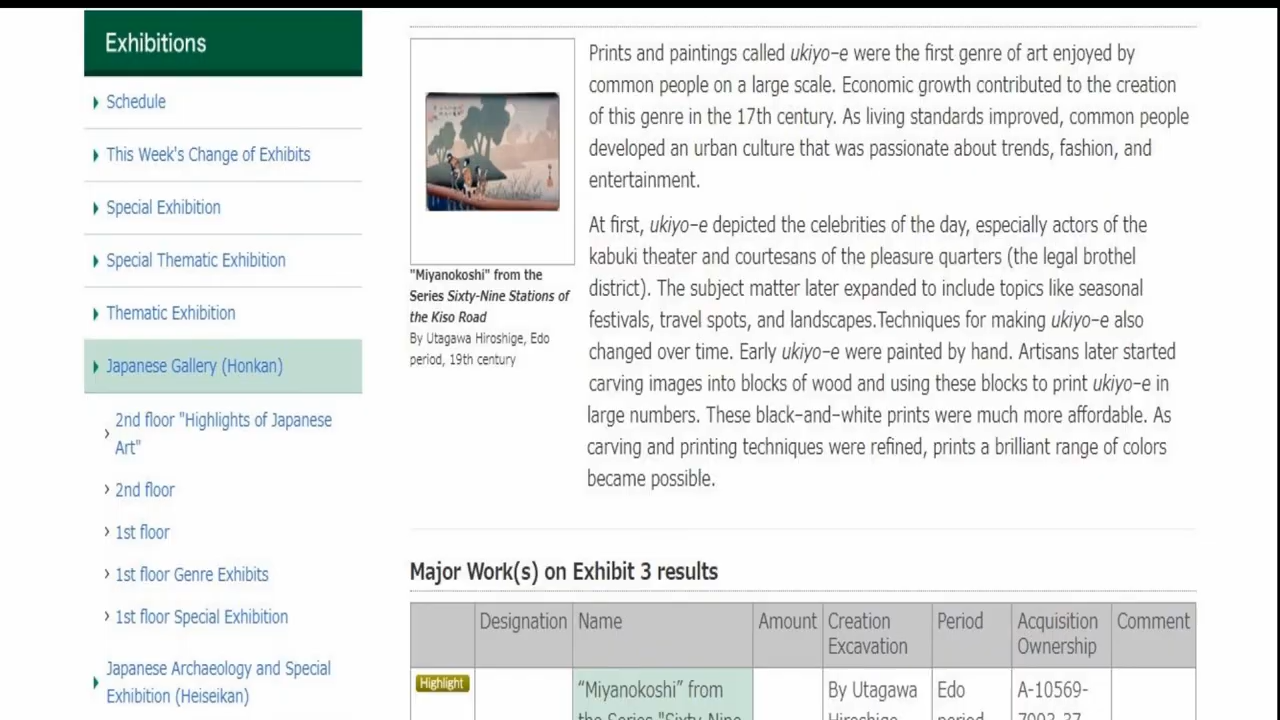 Exhibitions
Schedule
This Week's Change of Exhibits
Special Exhibition
Special Thematic Exhibition
Thematic Exhibition
Japanese Gallery (Honkan)
2nd floor "Highlights of Japanese
Art"
2nd floor
1st floor
1st floor Genre Exhibits
1st floor Special Exhibition
Japanese Archaeology and Special
Exhibition (Heiseikan)
"Miyanokoshi" from the
Series Sixty-Nine Stations of
the Kiso Road
By Utagawa Hiroshige, Edo
period, 19th century
Prints and paintings called ukiyo-e were the first genre of art enjoyed by
common people on a large scale. Economic growth contributed to the creation
of this genre in the 17th century. As living standards improved, common people
developed an urban culture that was passionate about trends, fashion, and
entertainment.
At first, ukiyo-e depicted the celebrities of the day, especially actors of the
kabuki theater and courtesans of the pleasure quarters (the legal brothel
district). The subject matter later expanded to include topics like seasonal
festivals, travel spots, and landscapes.Techniques for making ukiyo-e also
changed over time. Early ukiyo-e were painted by hand. Artisans later started
carving images into blocks of wood and using these blocks to print ukiyo-e in
large numbers. These black-and-white prints were much more affordable. As
carving and printing techniques were refined, prints a brilliant range of colors
became possible.
Major Work(s) on Exhibit 3 results
Designation Name Amount Creation Period Acquisition Comment
Excavation Ownership
Highlight “Miyanokoshi” from By Utagawa Edo A-10569-
the Series "Sixty-Nine Hiroshige, period,